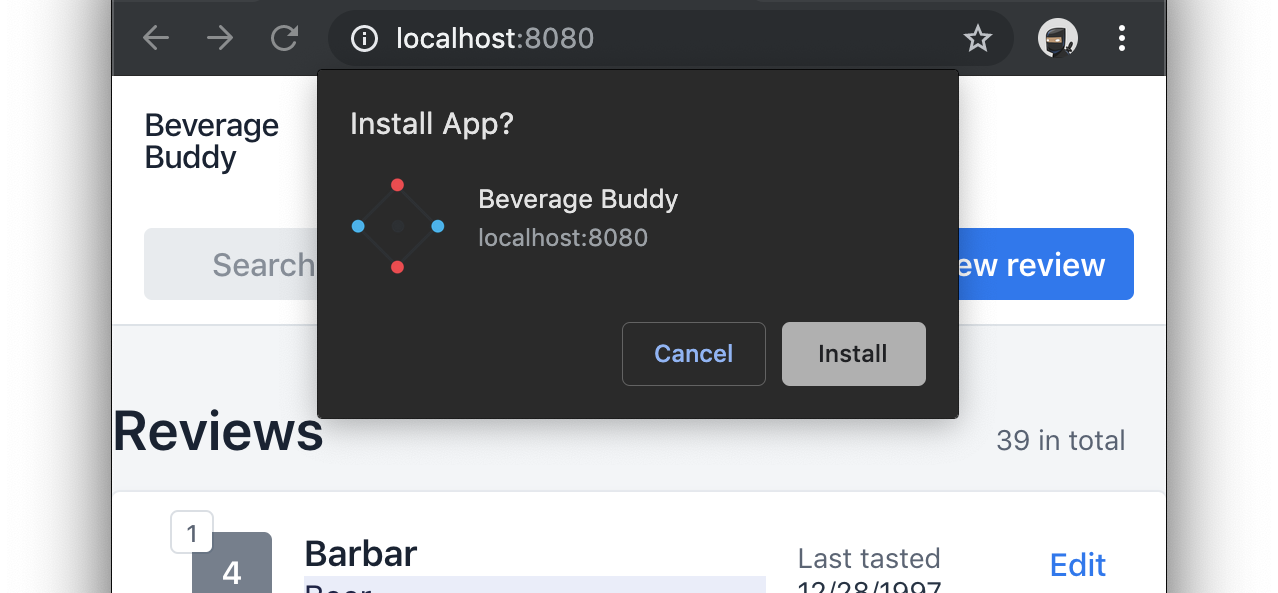 localhost:8080
Beverage
Buddy
Install App?
Beverage Buddy
localhost:8080
Cancel
Install
Search
ew review
Reviews
39 in total
1
4
Barbar
Beer
Last tasted
12/28/1997
Edit